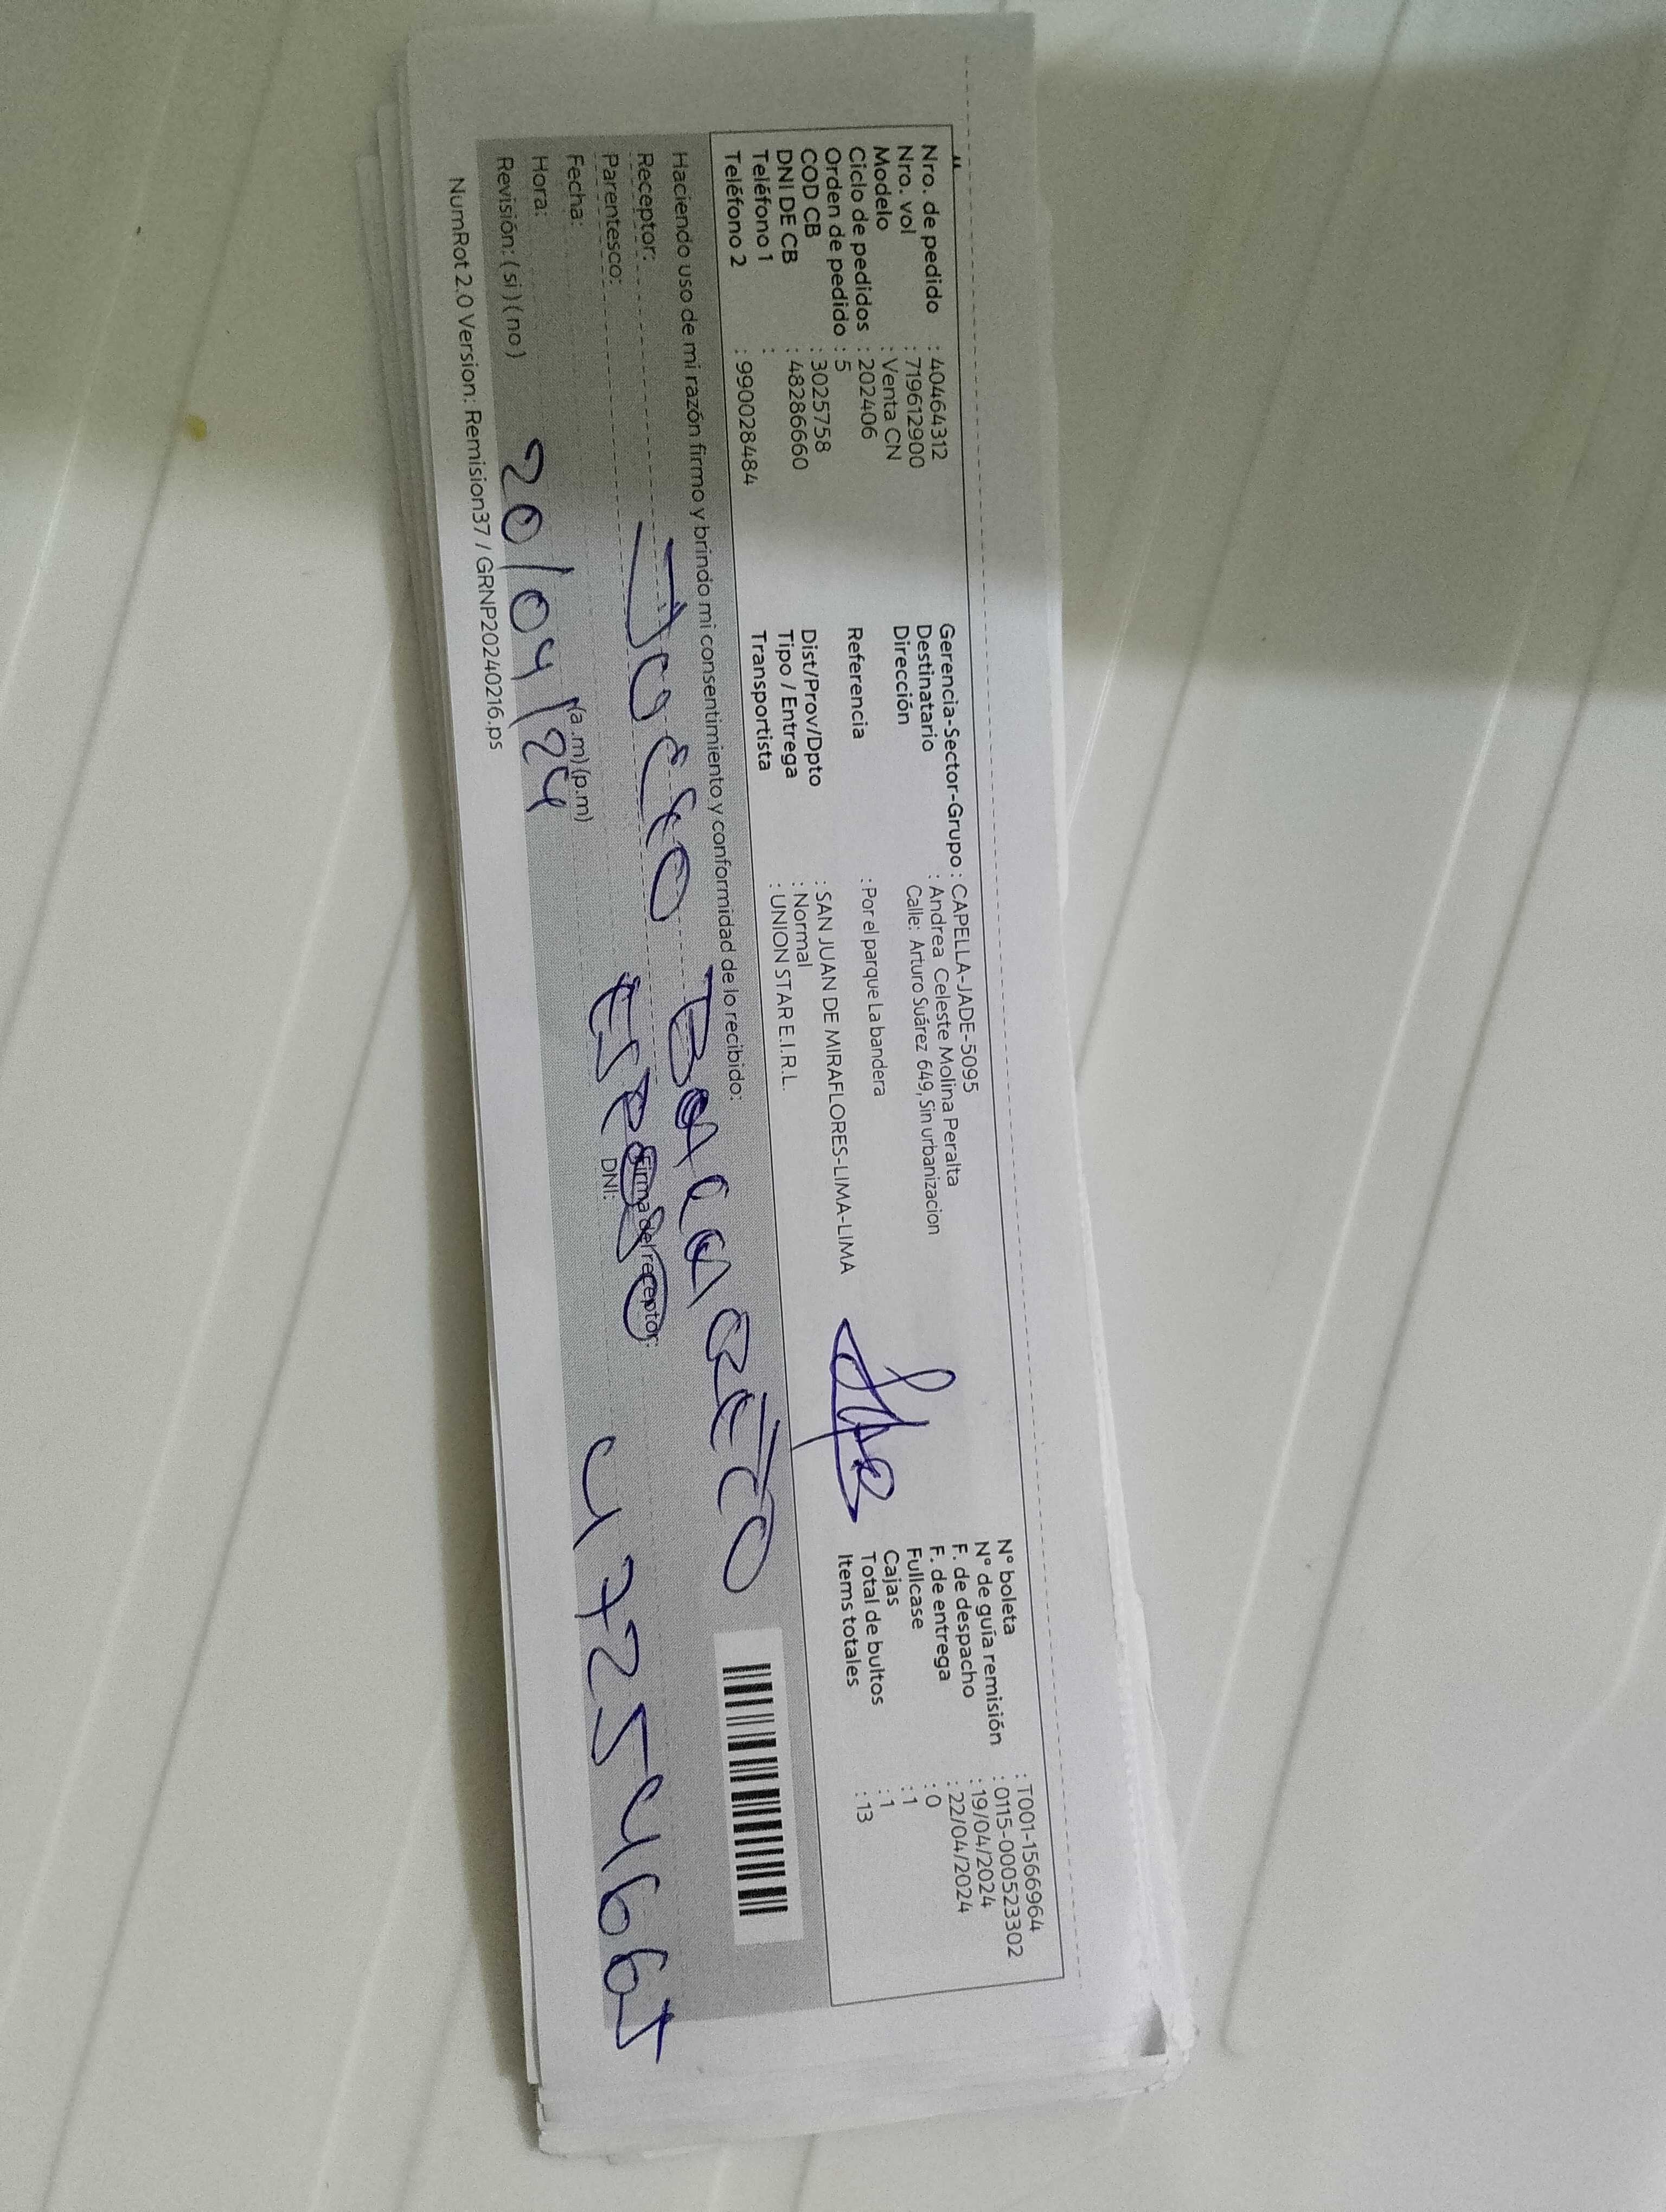 Nro. de pedido : 40464312
Nro. vol : 719612900
Modelo : Venta CN
Ciclo de pedidos : 202406
Orden de pedido : 5
COD CB : 3025758
DNI DE CB : 48286660
Teléfono 1 :
Teléfono 2 : 990028484
Gerencia-Sector-Grupo : CAPELLA-JADE-5095
Destinatario : Andrea Celeste Molina Peralta
Dirección Calle: Arturo Suárez 649, Sin urbanizacion
Referencia : Por el parque La bandera
Dist/Prov/Dpto : SAN JUAN DE MIRAFLORES-LIMA-LIMA
Tipo / Entrega : Normal
Transportista : UNION STAR E.I.R.L.
N° boleta : T001-1566964
N° de guía remisión : 0115-000523302
F. de despacho : 19/04/2024
F. de entrega : 22/04/2024
Fullcase : 0
Cajas : 1
Total de bultos : 1
Items totales : 13
Haciendo uso de mi razón firmo y brindo mi consentimiento y conformidad de lo recibido:
Receptor:
Parentesco: ESPOSO
Firma del receptor:
Fecha:
DNI: 47254665
Hora: (a.m) (p.m)
20/04/24
Revisión: ( si ) ( no )
NumRot 2.0 Version: Remision37 / GRNP20240216.ps